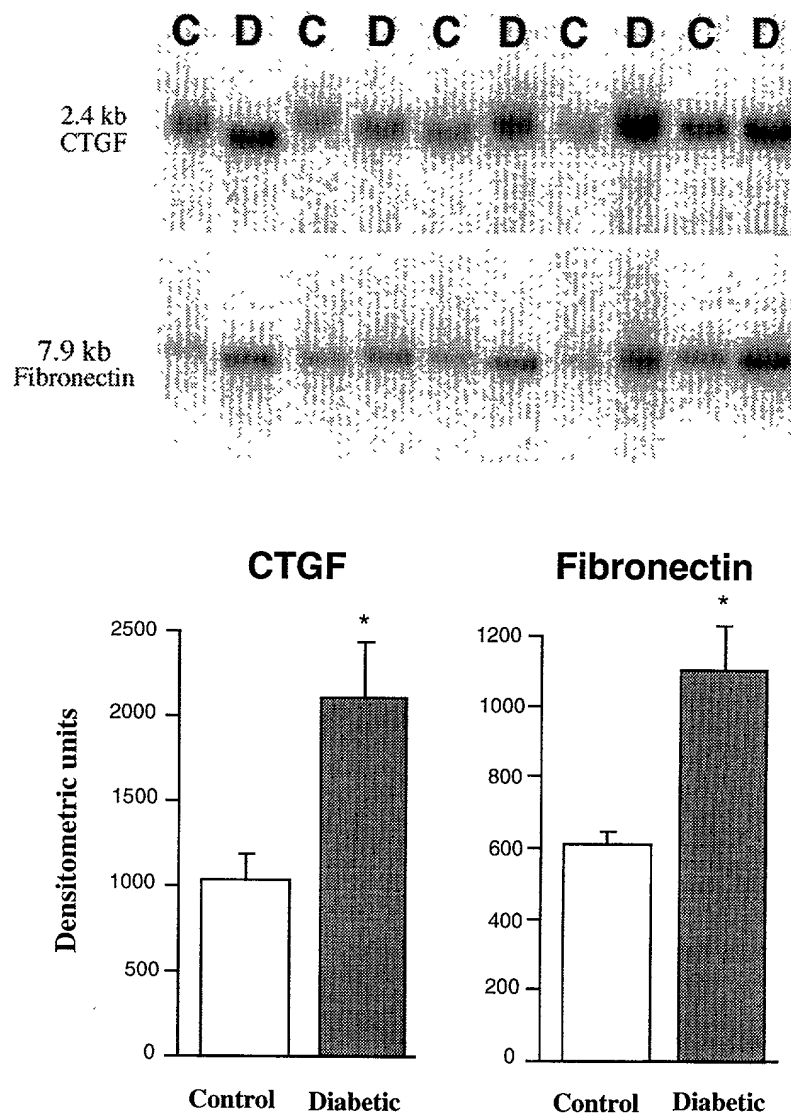 C D C D C D C D C D
2.4 kb
CTGF
7.9 kb
Fibronectin
CTGF
2500
2000
1500
1000
500
0
Densitometric units
*
Control Diabetic
Fibronectin
1200
1000
800
600
400
200
0
*
Control Diabetic